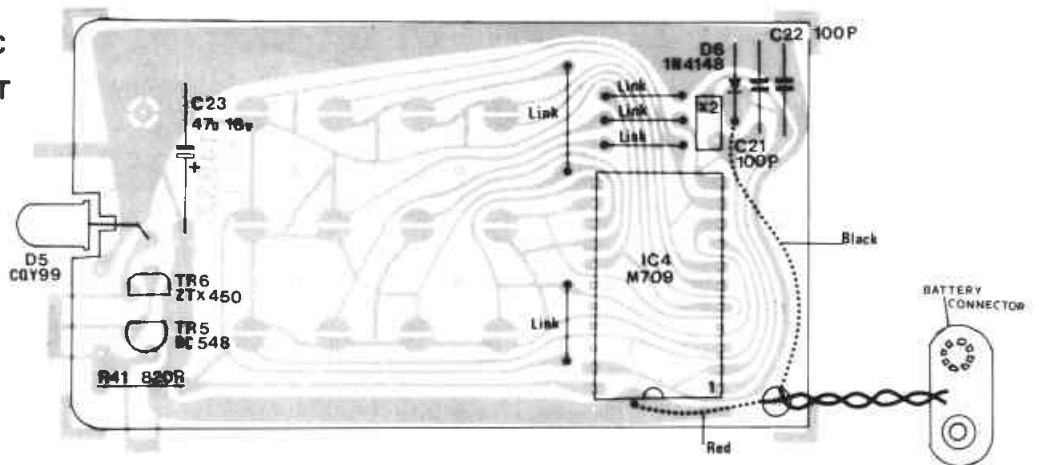 C
T
C22 100P
D6
1N4148
C23
47u 16v
Link
Link
Link
Link
X2
C21
100P
Black
D5
CQY99
IC4
M709
TR6
ZTX450
TR5
BC548
Link
R41 820R
1
Red
BATTERY
CONNECTOR